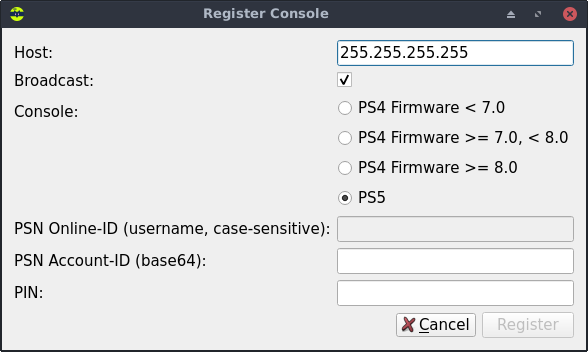 Register Console
Host: 255.255.255.255
Broadcast:
Console: PS4 Firmware < 7.0
PS4 Firmware >= 7.0, < 8.0
PS4 Firmware >= 8.0
PS5
PSN Online-ID (username, case-sensitive):
PSN Account-ID (base64):
PIN:
Cancel Register